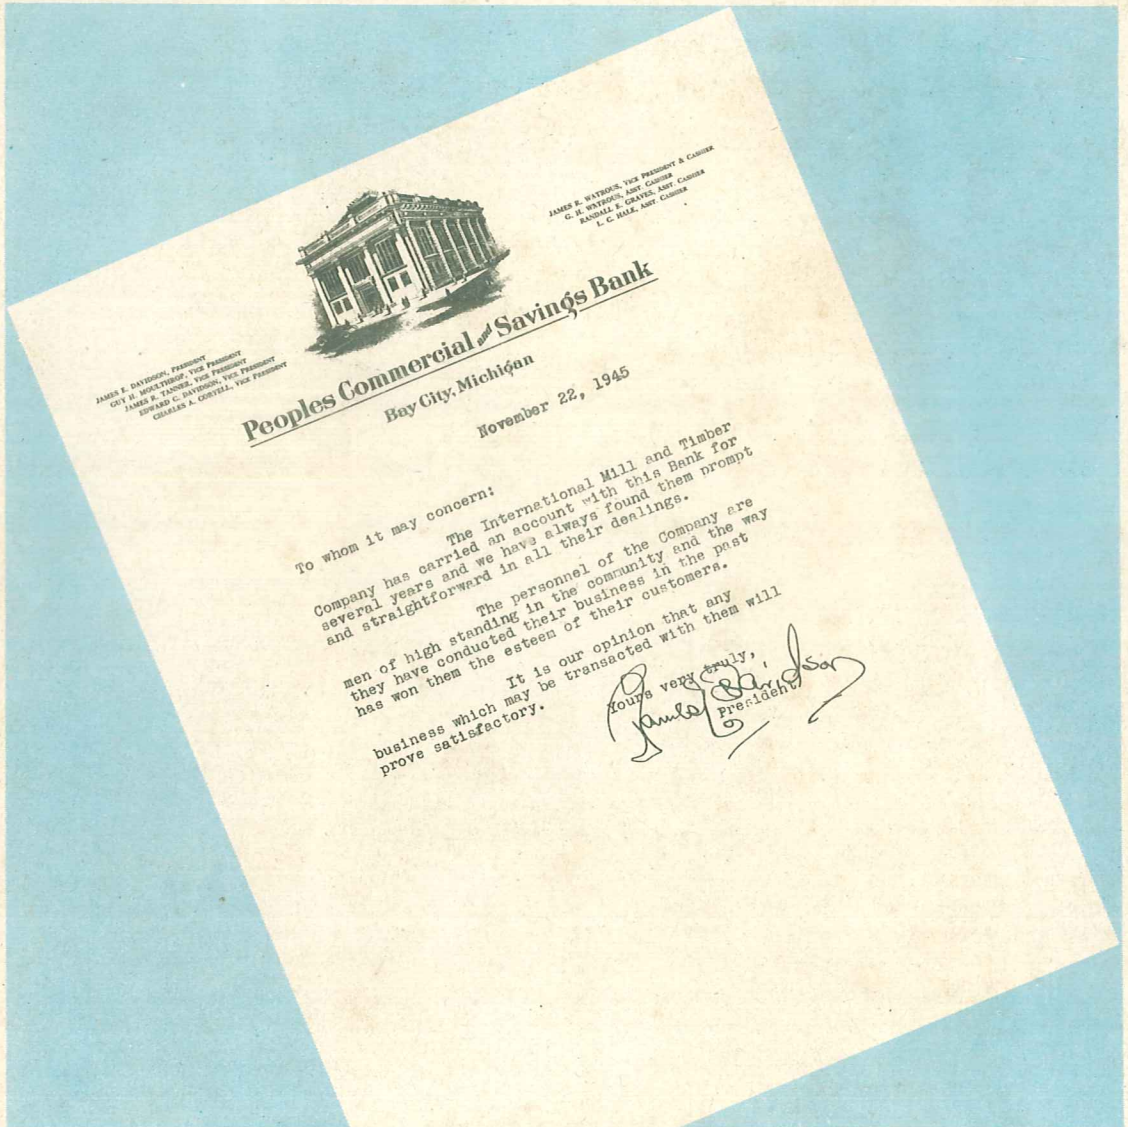 JAMES R. WATROUS, VICE PRESIDENT & CASHIER
G. H. WATROUS, ASST. CASHIER
RANDALL E. GRAVES, ASST. CASHIER
L. C. HALE, ASST. CASHIER
JAMES E. DAVIDSON, PRESIDENT
GUY H. MOULTHROP, VICE PRESIDENT
JAMES R. TANNER, VICE PRESIDENT
EDWARD C. DAVIDSON, VICE PRESIDENT
CHARLES A. CORYELL, VICE PRESIDENT
Peoples Commercial and Savings Bank
Bay City, Michigan
November 22, 1945
To whom it may concern:
The International Mill and Timber
Company has carried an account with this Bank for
several years and we have always found them prompt
and straightforward in all their dealings.
The personnel of the Company are
men of high standing in the community and the way
they have conducted their business in the past
has won them the esteem of their customers.
It is our opinion that any
business which may be transacted with them will
prove satisfactory.
Yours very truly,
James E Davidson
President